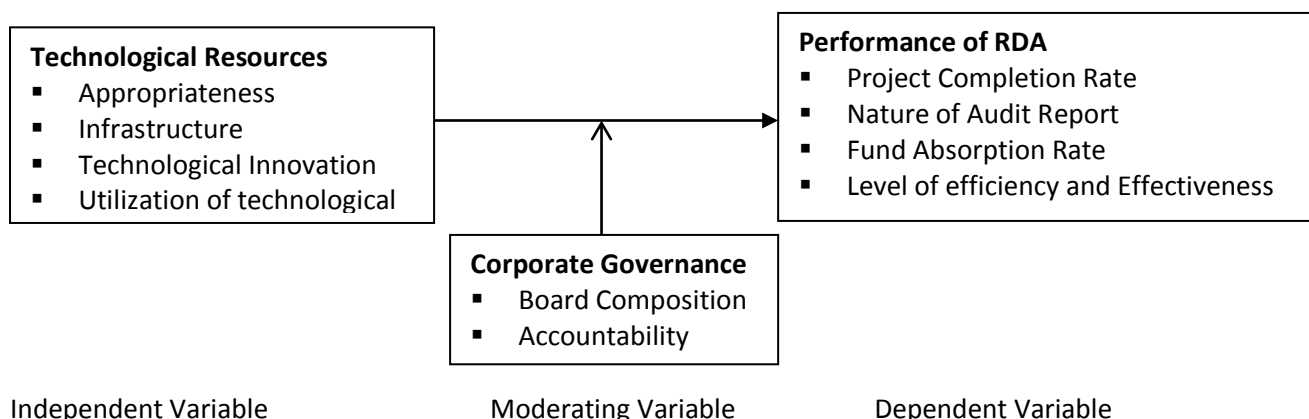 Technological Resources
▪ Appropriateness
▪ Infrastructure
▪ Technological Innovation
▪ Utilization of technological
Performance of RDA
▪ Project Completion Rate
▪ Nature of Audit Report
▪ Fund Absorption Rate
▪ Level of efficiency and Effectiveness
Corporate Governance
▪ Board Composition
▪ Accountability
Independent Variable
Moderating Variable
Dependent Variable